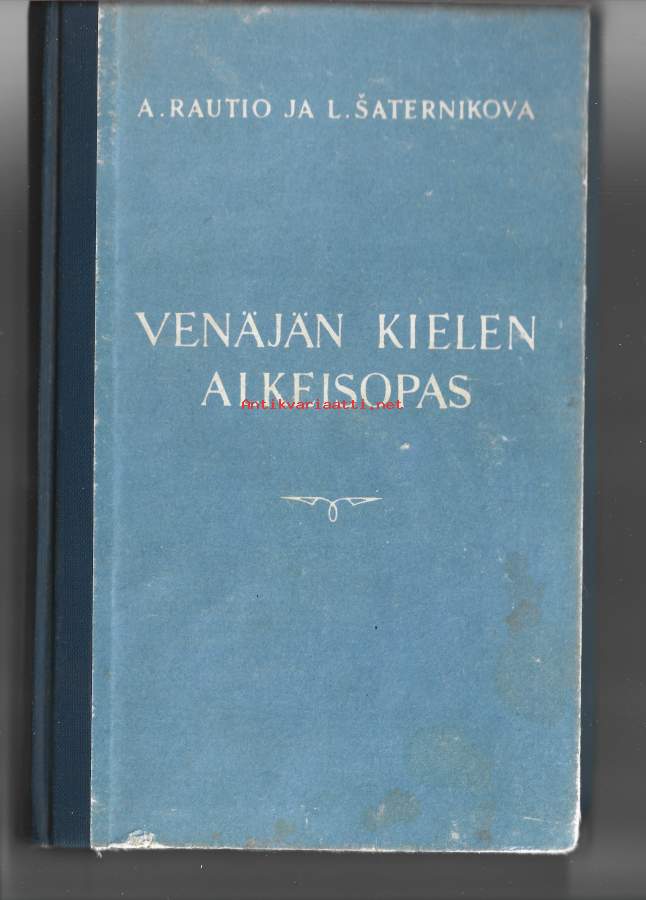 A. RAUTIO JA L. ŠATERNIKOVA
VENÄJÄN KIELEN
ALKEISOPAS
Antikvariaatti.net